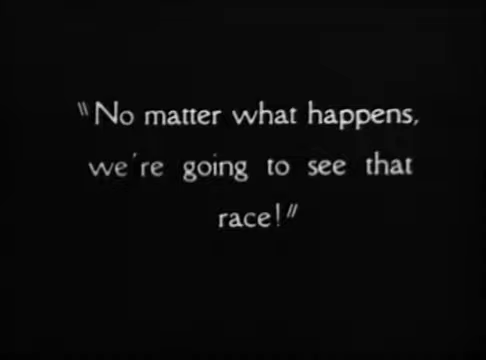 "No matter what happens,
we're going to see that
race!"